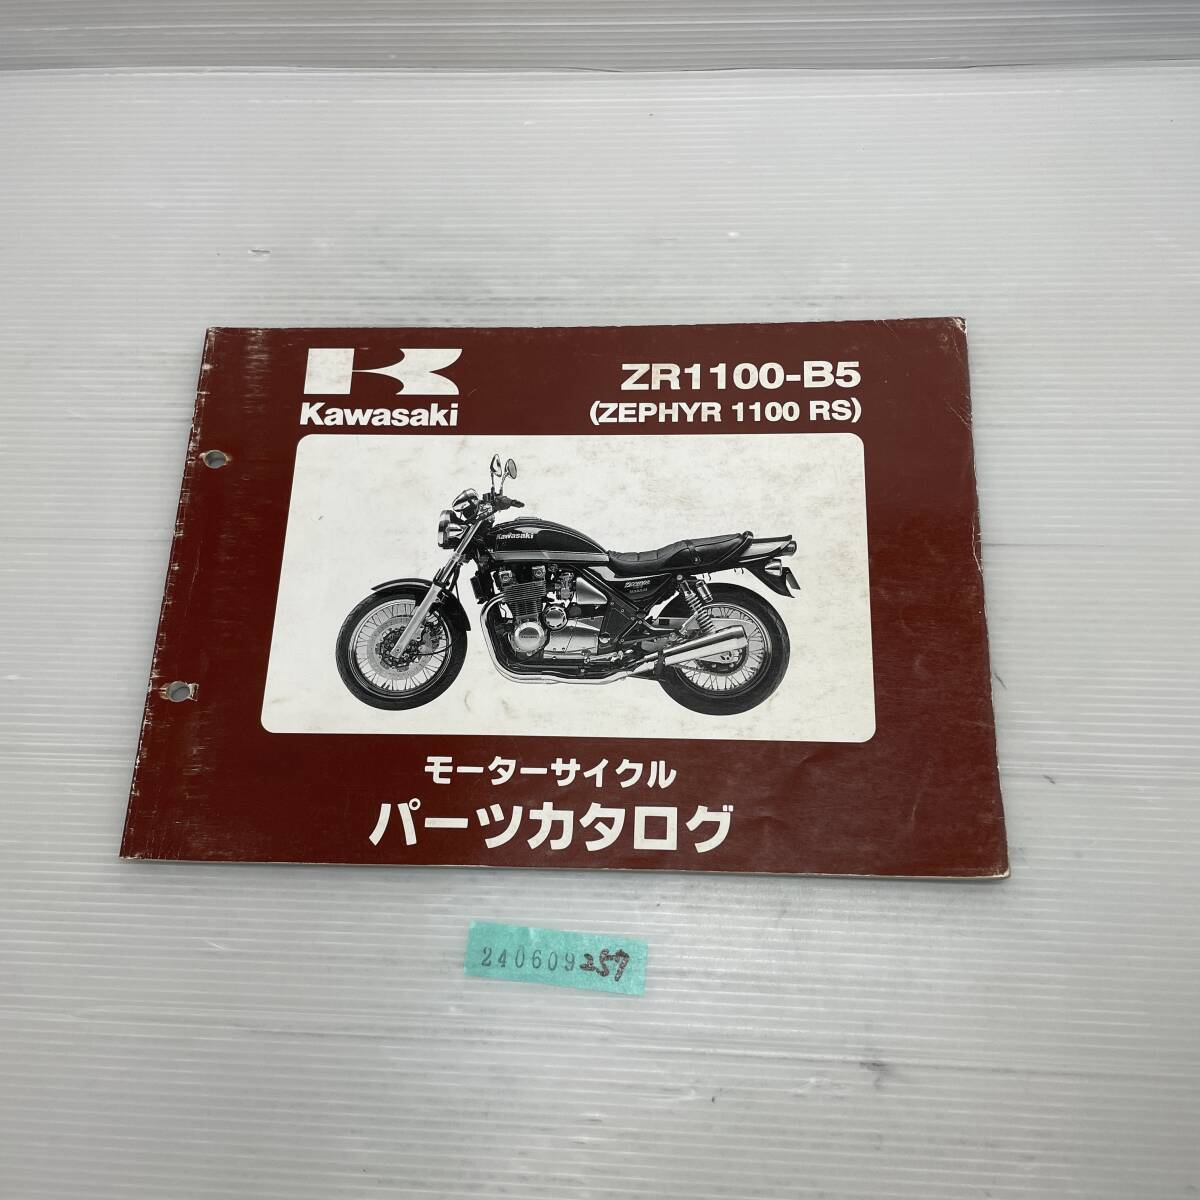 Kawasaki
ZR1100-B5
(ZEPHYR 1100 RS)
Kawasaki
ZEPHYR
モーターサイクル
パーツカタログ
240609257